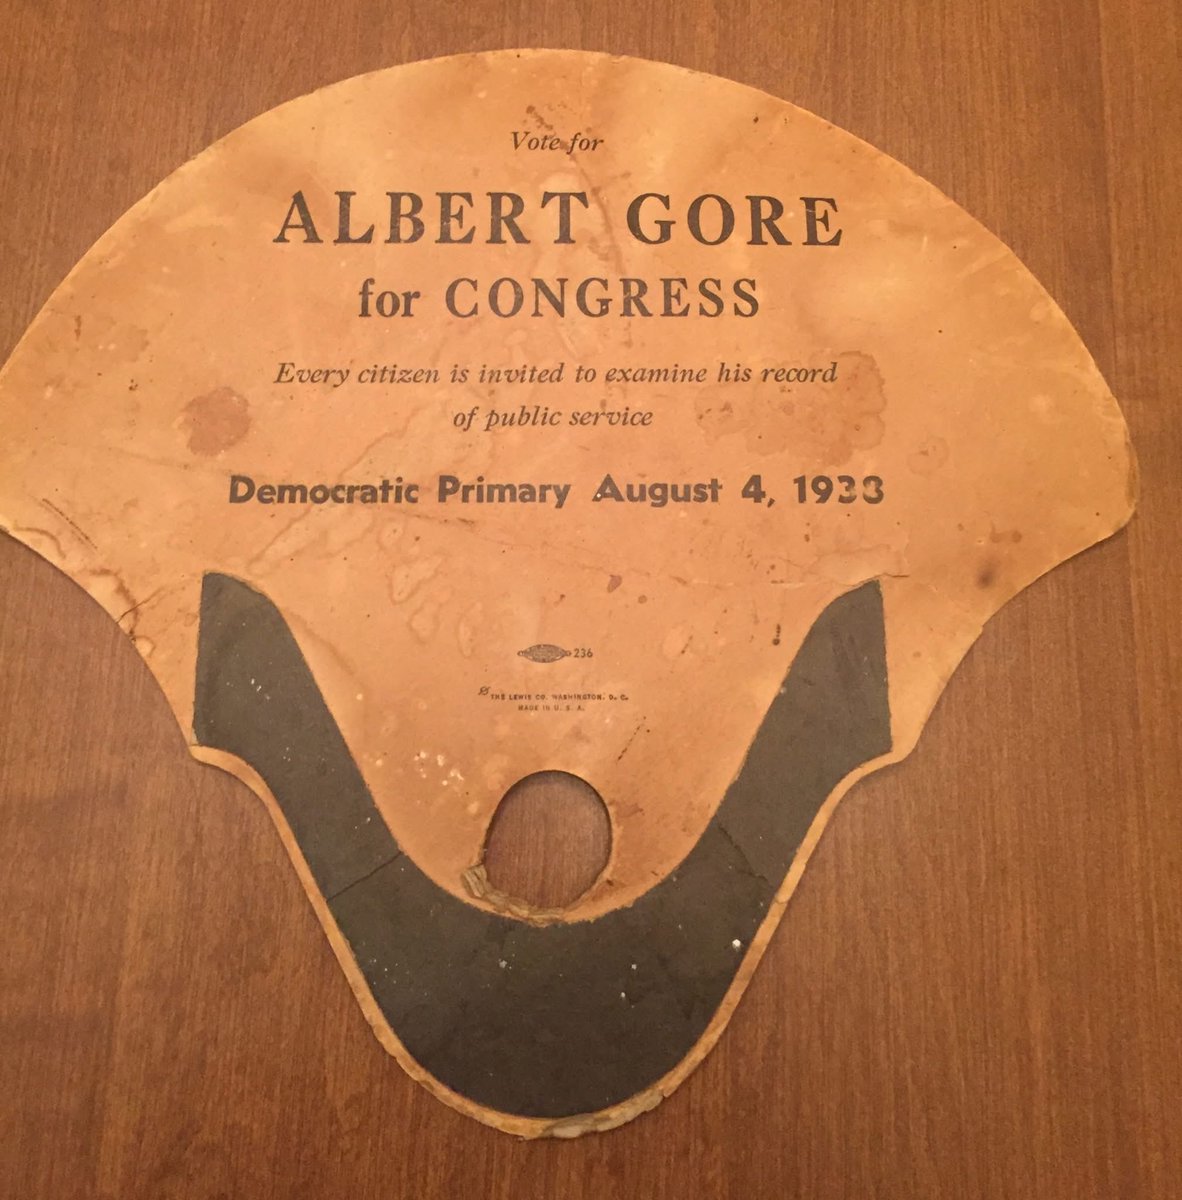 Vote for
ALBERT GORE
for CONGRESS
Every citizen is invited to examine his record
of public service
Democratic Primary August 4, 1938
236
THE LEWIS CO. WASHINGTON, D. C.
MADE IN U. S. A.